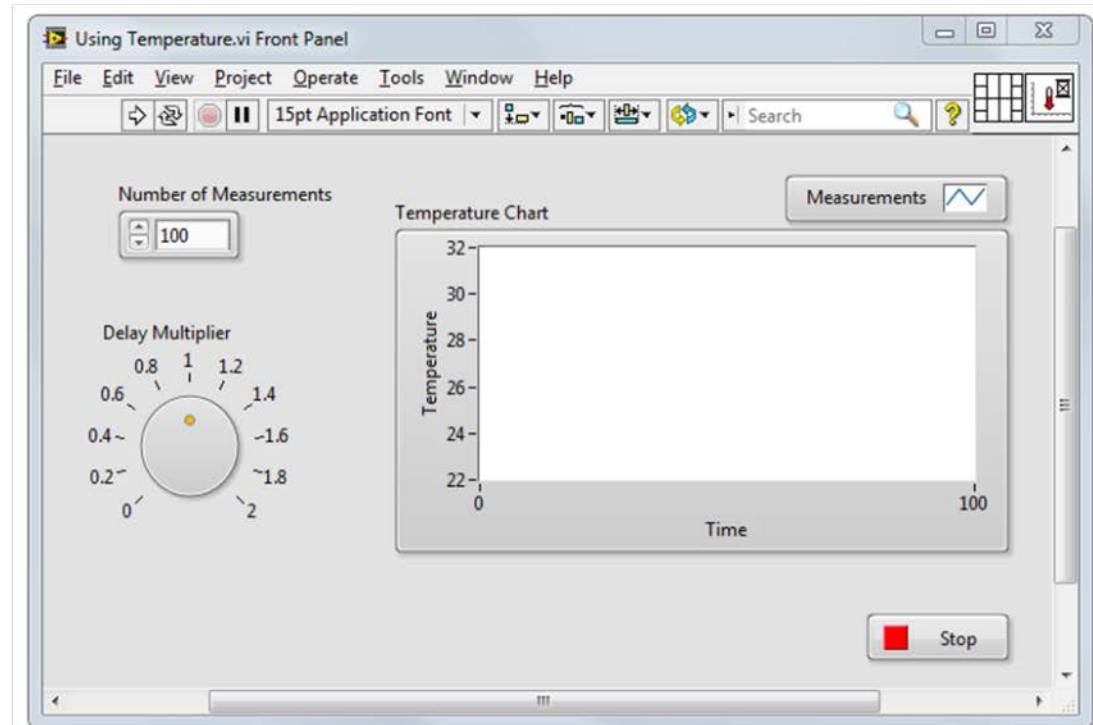 Using Temperature.vi Front Panel
File Edit View Project Operate Tools Window Help
15pt Application Font Search ?
Number of Measurements
100
Measurements
Temperature Chart
32
30
28
26
24
22
Temperature
0 100
Time
Delay Multiplier
0 0.2 0.4 0.6 0.8 1 1.2 1.4 1.6 1.8 2
Stop